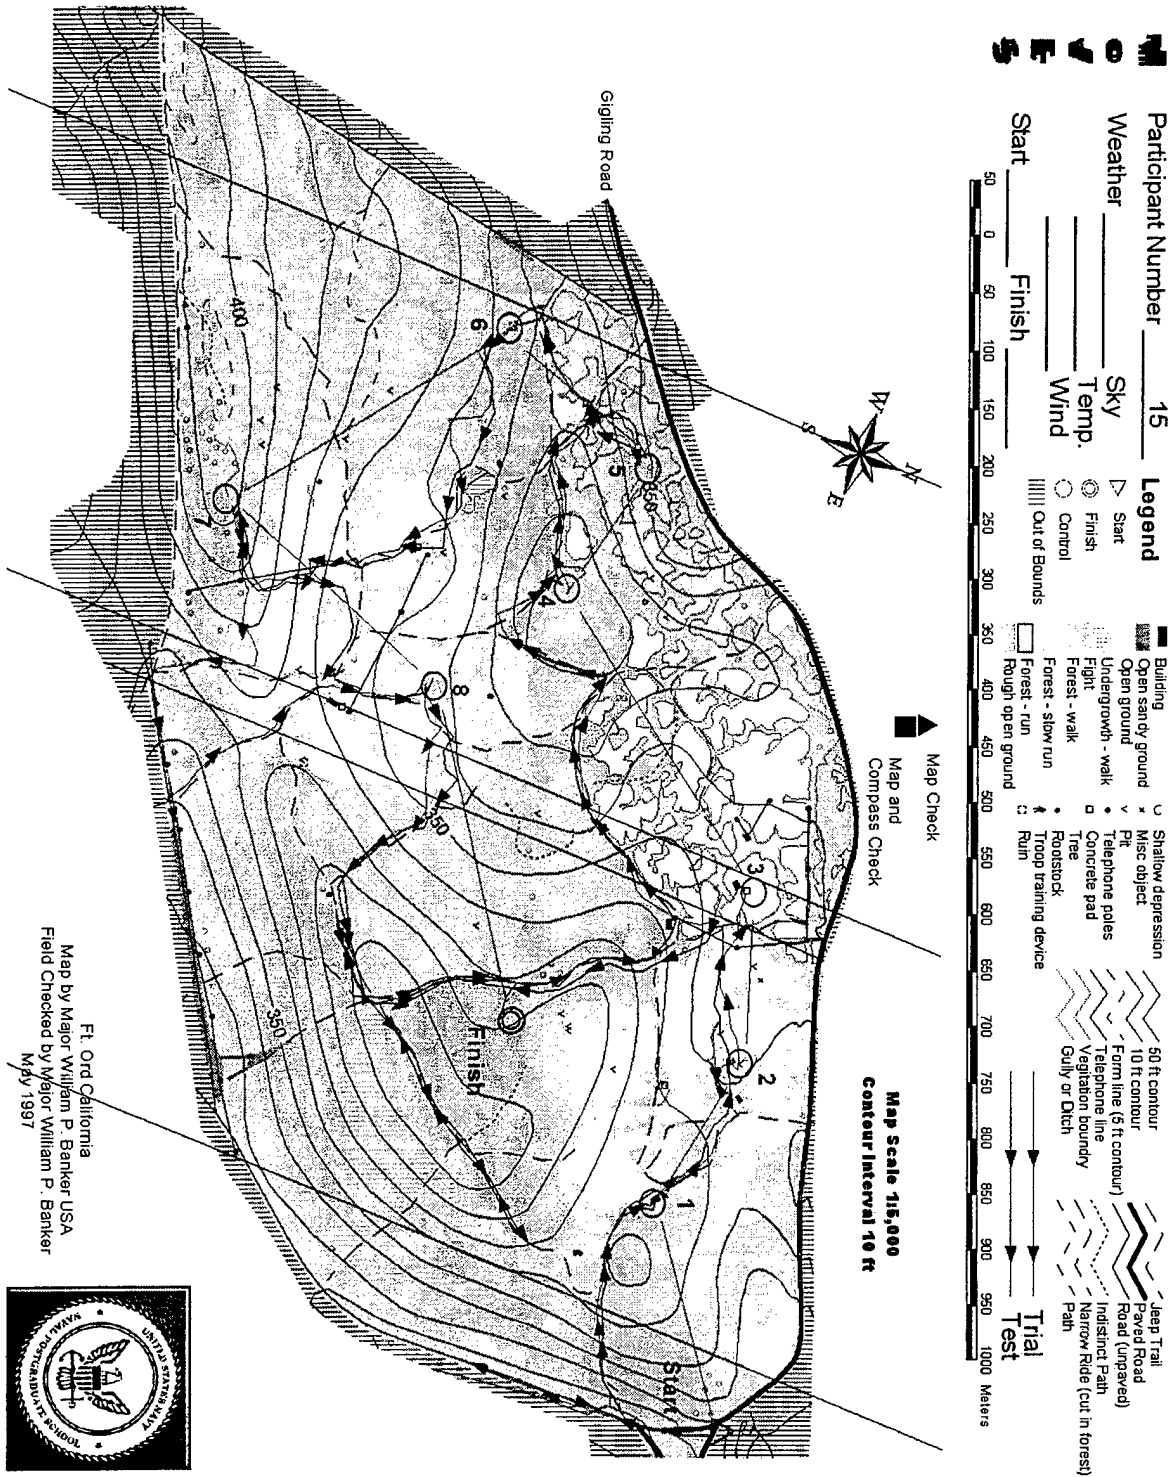 MOVES
Participant Number 15
Weather
Sky
Temp.
Wind
Start
Finish
Legend
Start
Finish
Control
Out of Bounds
Building
Open sandy ground
Open ground
Undergrowth - walk
Fight
Forest - walk
Forest - slow run
Forest - run
Rough open ground
Shallow depression
Misc object
Pit
Telephone poles
Concrete pad
Tree
Rootstock
Troop training device
Ruin
50 ft contour
10 ft contour
Form line (5 ft contour)
Telephone line
Vegitation boundry
Gully or Ditch
Jeep Trail
Paved Road
Road (unpaved)
Indistinct Path
Narrow Ride (cut in forest)
Path
Trial
Test
50 0 50 100 150 200 250 300 350 400 450 500 550 600 650 700 750 800 850 900 950 1000 Meters
W
N
S
E
Map Check
Map and
Compass Check
Map Scale 1:5,000
Contour Interval 10 ft
Gigling Road
Start
1
2
3
4
5
6
7
8
Finish
400
350
350
350
Ft. Ord California
Map by Major William P. Banker USA
Field Checked by Major William P. Banker
May 1997
UNITED STATES NAVY
NAVAL POSTGRADUATE SCHOOL